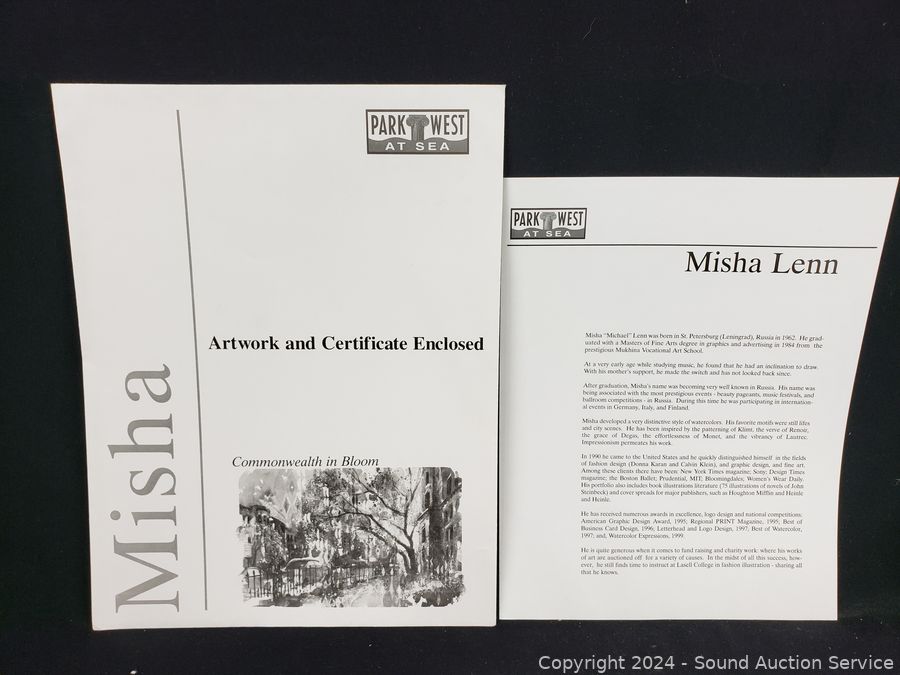 PARK WEST
AT SEA
Artwork and Certificate Enclosed
Misha
Commonwealth in Bloom
PARK WEST
AT SEA
Misha Lenn
Misha "Michael" Lenn was born in St. Petersburg (Leningrad), Russia in 1962. He grad-
uated with a Masters of Fine Arts degree in graphics and advertising in 1984 from the
prestigious Mukhina Vocational Art School.
At a very early age while studying music, he found that he had an inclination to draw.
With his mother's support, he made the switch and has not looked back since.
After graduation, Misha's name was becoming very well known in Russia. His name was
being associated with the most prestigious events - beauty pageants, music festivals, and
ballroom competitions - in Russia. During this time he was participating in internation-
al events in Germany, Italy, and Finland.
Misha developed a very distinctive style of watercolors. His favorite motifs were still lifes
and city scenes. He has been inspired by the patterning of Klimt, the verve of Renoir,
the grace of Degas, the effortlessness of Monet, and the vibrancy of Lautrec.
Impressionism permeates his work.
In 1990 he came to the United States and he quickly distinguished himself in the fields
of fashion design (Donna Karan and Calvin Klein), and graphic design, and fine art.
Among these clients there have been: New York Times magazine; Sony; Design Times
magazine; the Boston Ballet; Prudential, MIT; Bloomingdales; Women's Wear Daily.
His portfolio also includes book illustrations literature (75 illustrations of novels of John
Steinbeck) and cover spreads for major publishers, such as Houghton Mifflin and Heinle
and Heinle.
He has received numerous awards in excellence, logo design and national competitions:
American Graphic Design Award, 1995; Regional PRINT Magazine, 1995; Best of
Business Card Design, 1996; Letterhead and Logo Design, 1997; Best of Watercolor,
1997; and, Watercolor Expressions, 1999.
He is quite generous when it comes to fund raising and charity work: where his works
of art are auctioned off for a variety of causes. In the midst of all this success, how-
ever, he still finds time to instruct at Lasell College in fashion illustration - sharing all
that he knows.
Copyright 2024 - Sound Auction Service